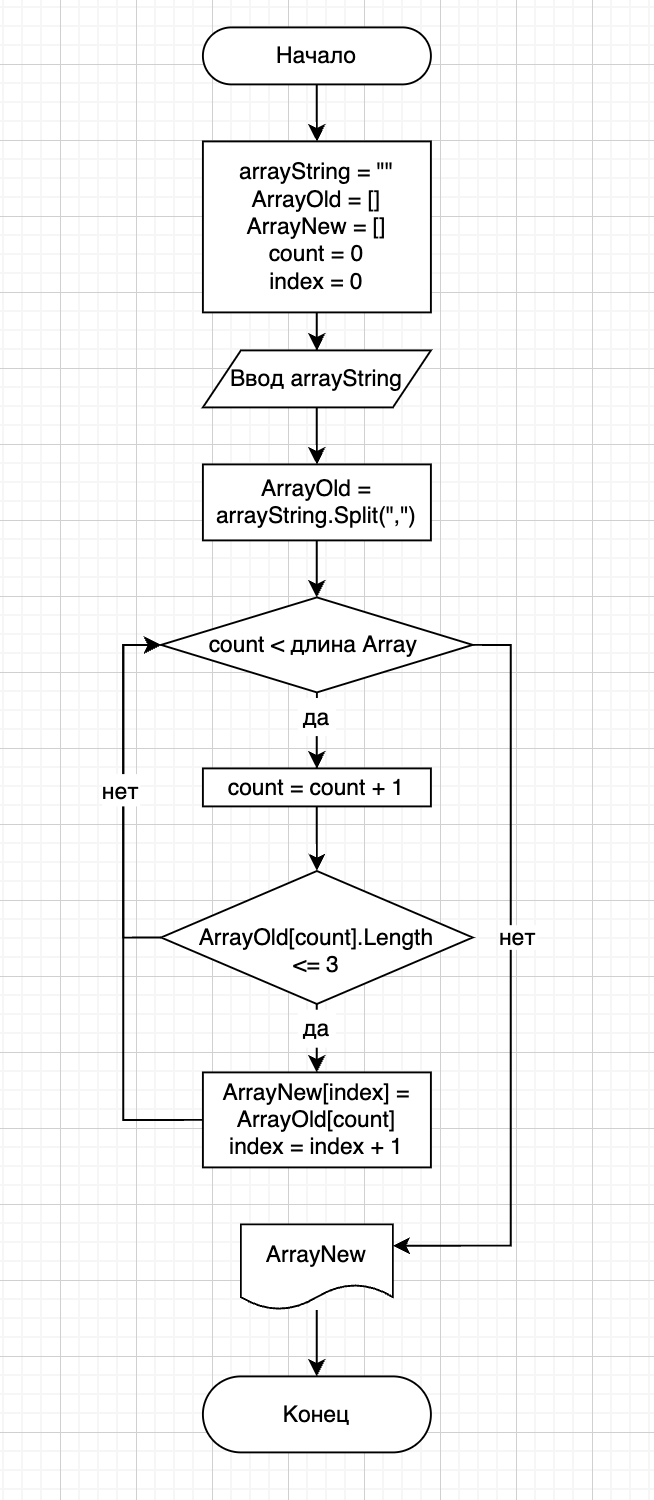 Начало
arrayString = ""
ArrayOld = []
ArrayNew = []
count = 0
index = 0
Ввод arrayString
ArrayOld =
arrayString.Split(",")
count < длина Array
да
нет
count = count + 1
ArrayOld[count].Length
<= 3
нет
да
ArrayNew[index] =
ArrayOld[count]
index = index + 1
ArrayNew
Конец